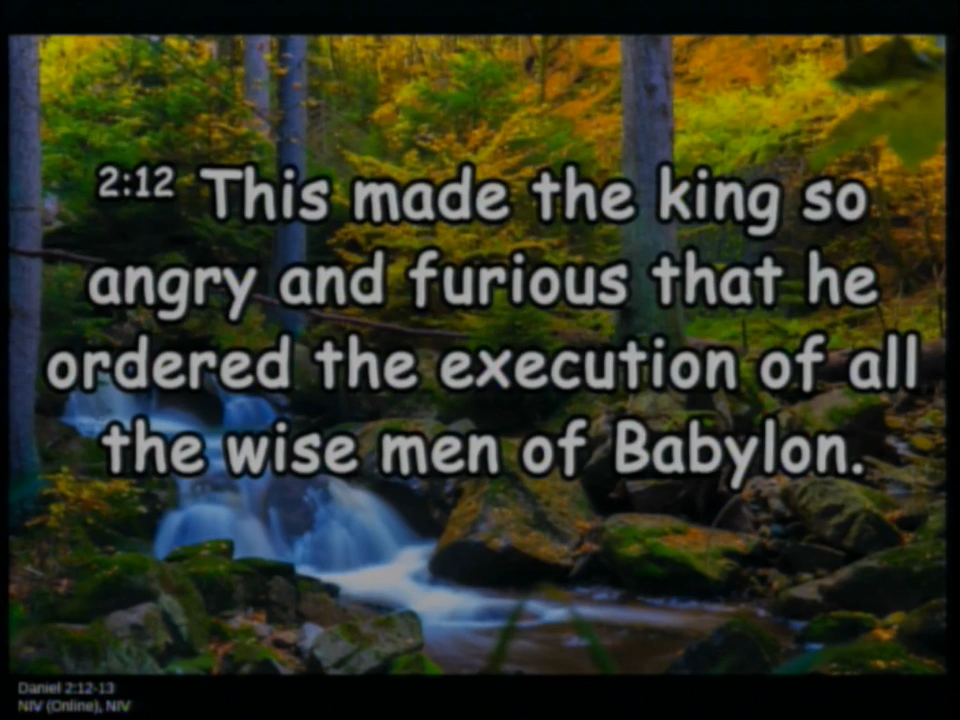 2:12 This made the king so
angry and furious that he
ordered the execution of all
the wise men of Babylon.
Daniel 2:12-13
NIV (Online), NIV